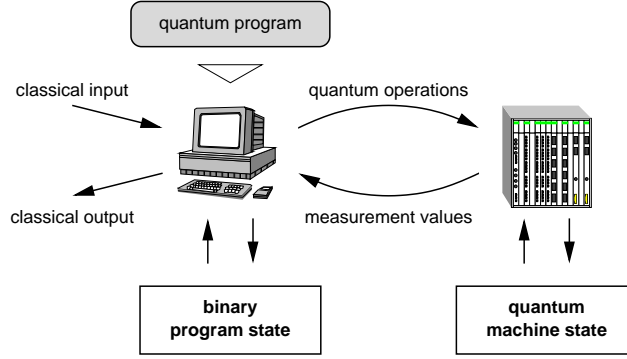 quantum program
classical input
quantum operations
classical output
measurement values
binary
program state
quantum
machine state